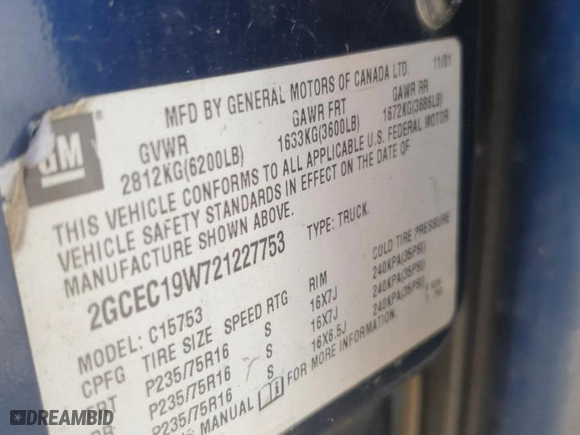 GM
MFD BY GENERAL MOTORS OF CANADA LTD. 11/01
GVWR GAWR FRT GAWR RR
2812KG(6200LB) 1633KG(3600LB) 1672KG(3686LB)
THIS VEHICLE CONFORMS TO ALL APPLICABLE U.S. FEDERAL MOTOR
VEHICLE SAFETY STANDARDS IN EFFECT ON THE DATE OF
MANUFACTURE SHOWN ABOVE.
2GCEC19W721227753 TYPE: TRUCK
MODEL: C15753
CPFG TIRE SIZE SPEED RTG RIM COLD TIRE PRESSURE
FRT P235/75R16 S 16X7J 240KPA(35PSI)
P235/75R16 S 16X7J 240KPA(35PSI)
P235/75R16 S 16X6.5J 240KPA(35PSI)
MANUAL FOR MORE INFORMATION.
DREAMBID